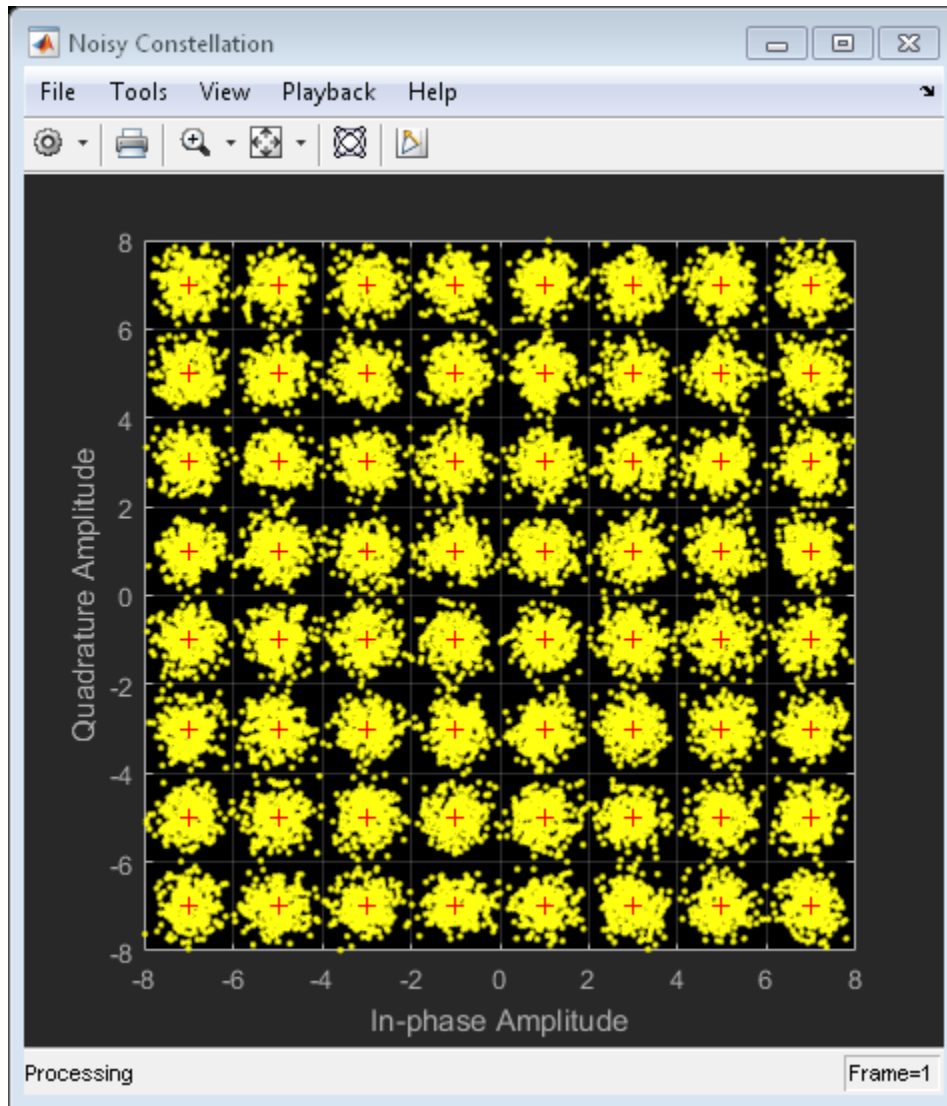 Noisy Constellation
File Tools View Playback Help
8
6
4
2
0
-2
-4
-6
-8
Quadrature Amplitude
-8 -6 -4 -2 0 2 4 6 8
In-phase Amplitude
Processing
Frame=1